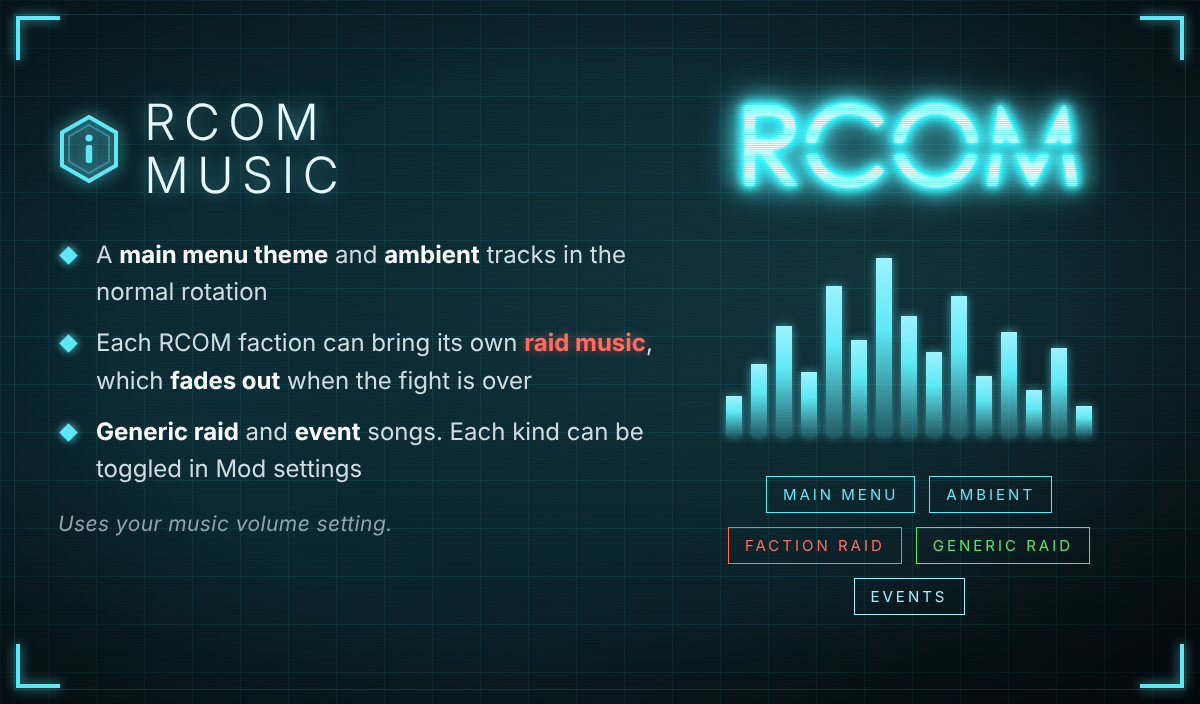 RCOM
MUSIC
A main menu theme and ambient tracks in the
normal rotation
Each RCOM faction can bring its own raid music,
which fades out when the fight is over
Generic raid and event songs. Each kind can be
toggled in Mod settings
Uses your music volume setting.
RCOM
MAIN MENU
AMBIENT
FACTION RAID
GENERIC RAID
EVENTS